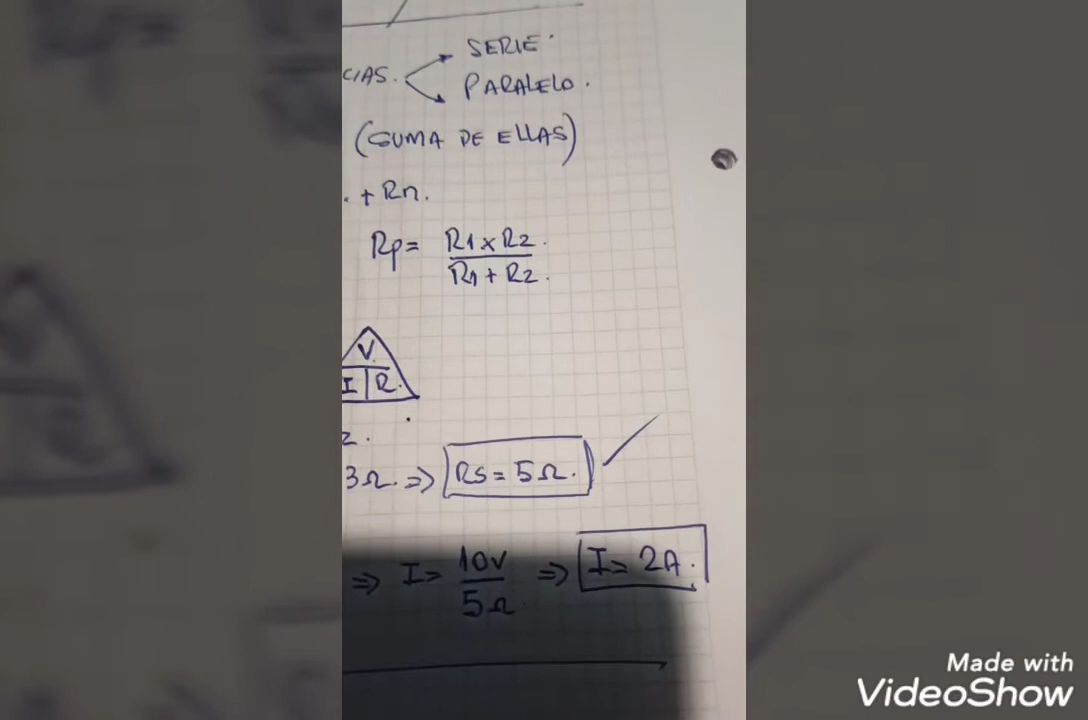 CIAS. SERIE.
PARALELO.
(SUMA DE ELLAS)
. + Rn.
Rp= R1 x R2.
R1 + R2.
V
I | R.
2.
3Ω. => Rs = 5Ω.
=> I = 10V => I = 2A.
5Ω
Made with
VideoShow